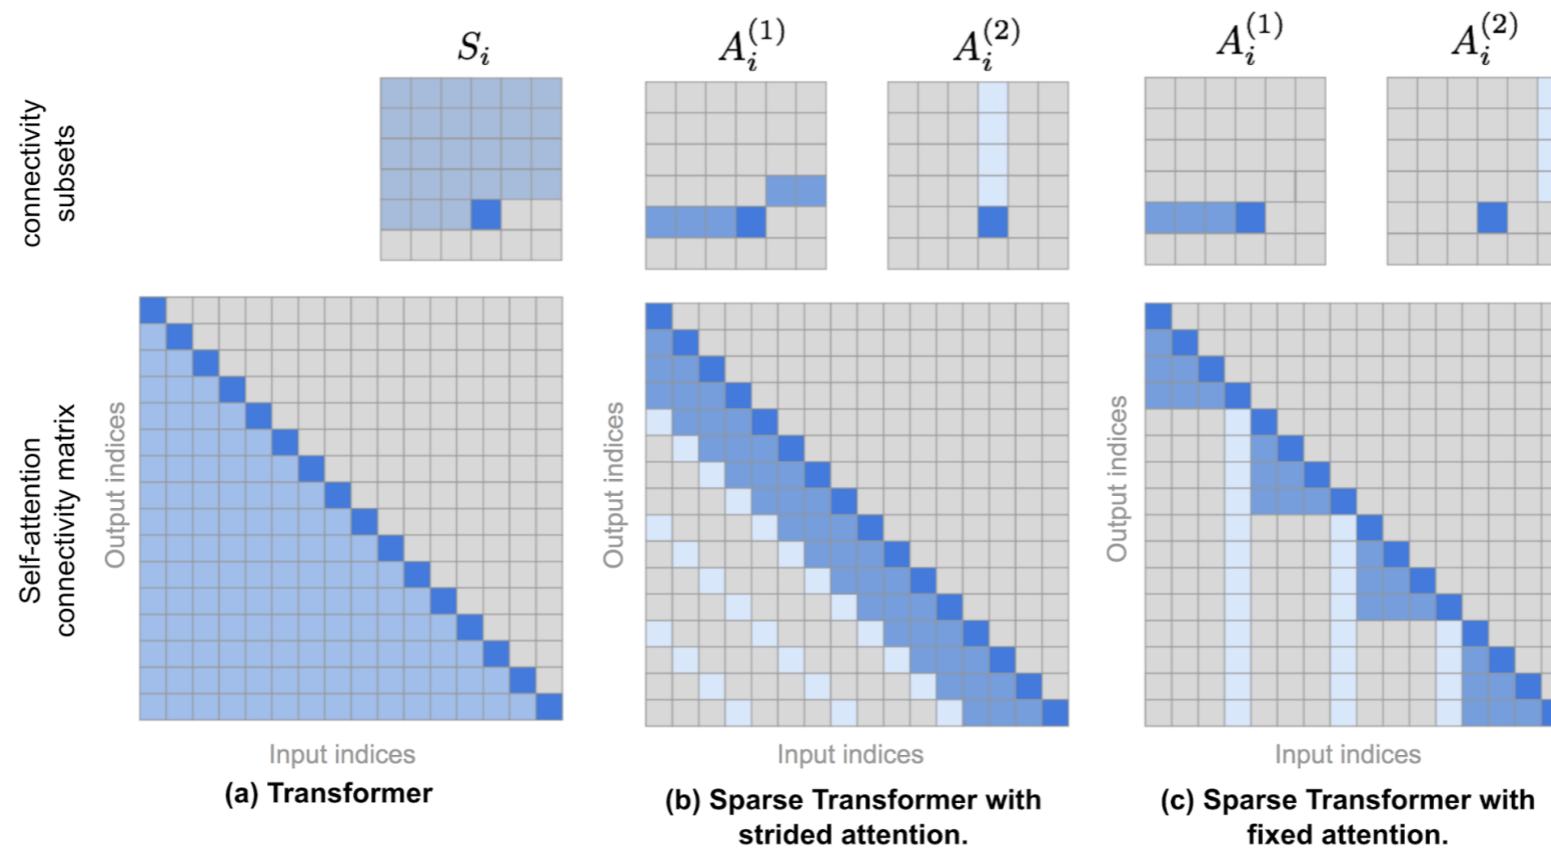 S_i
A_i^{(1)}
A_i^{(2)}
A_i^{(1)}
A_i^{(2)}
connectivity
subsets
Self-attention
connectivity matrix
Output indices
Output indices
Output indices
Input indices
Input indices
Input indices
(a) Transformer
(b) Sparse Transformer with
strided attention.
(c) Sparse Transformer with
fixed attention.